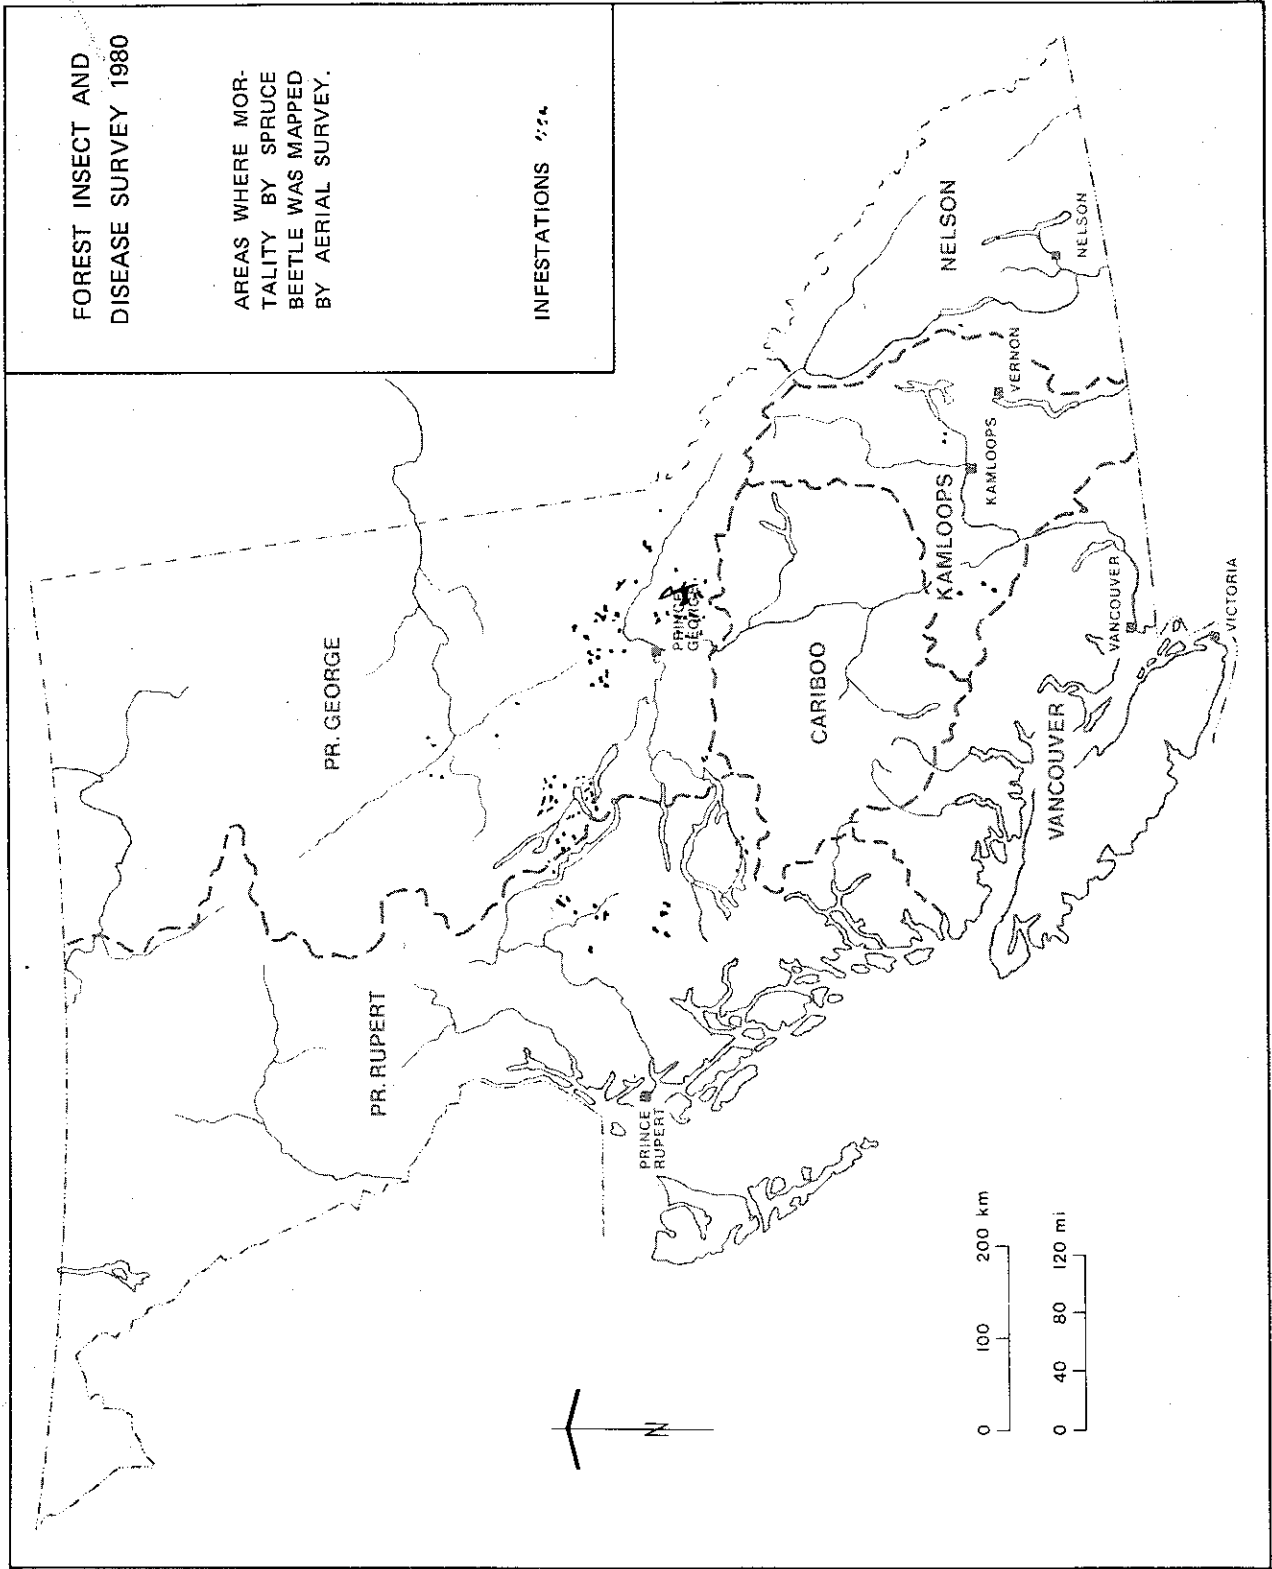 FOREST INSECT AND
DISEASE SURVEY 1980
AREAS WHERE MOR-
TALITY BY SPRUCE
BEETLE WAS MAPPED
BY AERIAL SURVEY.
INFESTATIONS
PR. RUPERT
PR. GEORGE
PRINCE
RUPERT
PRINCE
GEORGE
CARIBOO
KAMLOOPS
KAMLOOPS
VERNON
NELSON
NELSON
VANCOUVER
VANCOUVER
VICTORIA
N
0 100 200 km
0 40 80 120 mi